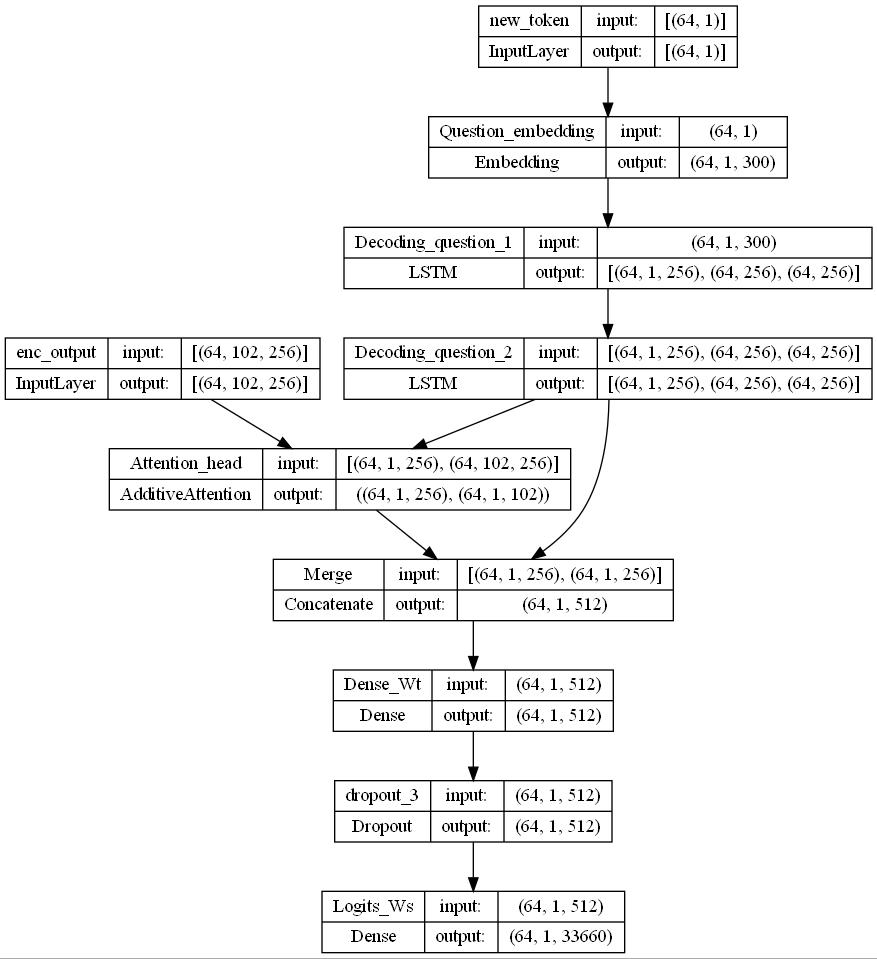 new_token input: [(64, 1)]
InputLayer output: [(64, 1)]
Question_embedding input: (64, 1)
Embedding output: (64, 1, 300)
Decoding_question_1 input: (64, 1, 300)
LSTM output: [(64, 1, 256), (64, 256), (64, 256)]
enc_output input: [(64, 102, 256)]
InputLayer output: [(64, 102, 256)]
Decoding_question_2 input: [(64, 1, 256), (64, 256), (64, 256)]
LSTM output: [(64, 1, 256), (64, 256), (64, 256)]
Attention_head input: [(64, 1, 256), (64, 102, 256)]
AdditiveAttention output: ((64, 1, 256), (64, 1, 102))
Merge input: [(64, 1, 256), (64, 1, 256)]
Concatenate output: (64, 1, 512)
Dense_Wt input: (64, 1, 512)
Dense output: (64, 1, 512)
dropout_3 input: (64, 1, 512)
Dropout output: (64, 1, 512)
Logits_Ws input: (64, 1, 512)
Dense output: (64, 1, 33660)